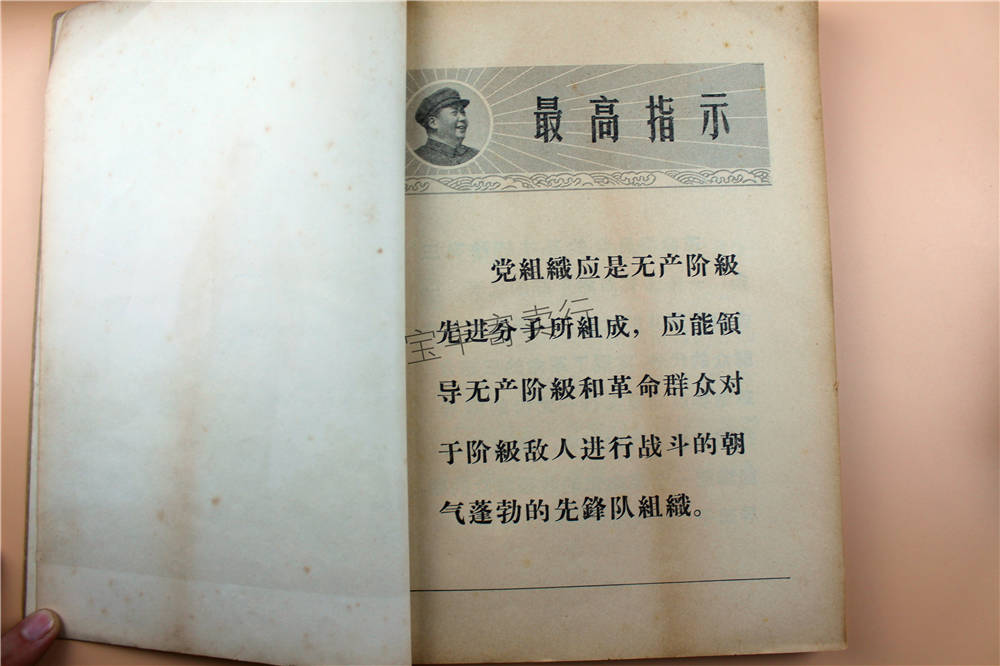 最高指示
党組織应是无产阶級
先进分子所組成，应能領
导无产阶級和革命群众对
于阶級敌人进行战斗的朝
气蓬勃的先鋒队組織。